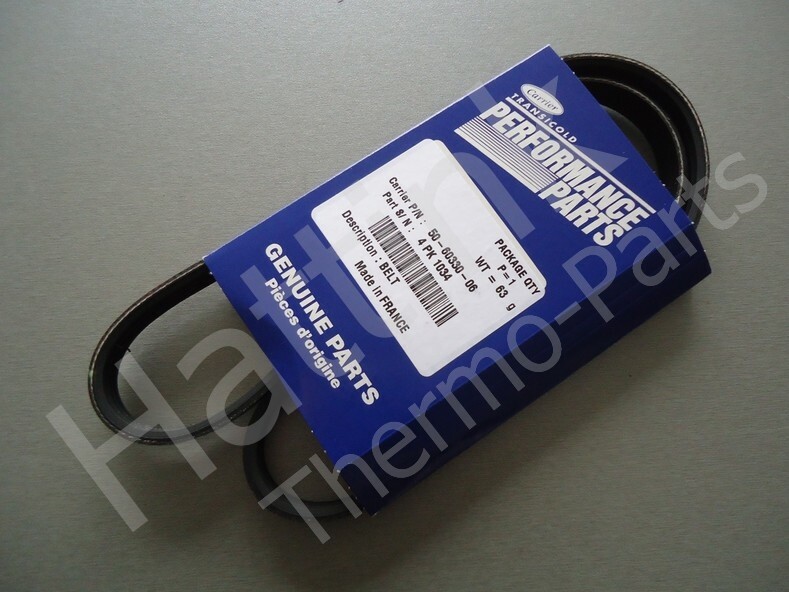 Carrier
TRANSICOLD
PERFORMANCE
PARTS
Carrier P/N : 50-60330-06
Part S/N : 4 PK 1034
Description : BELT
Made In FRANCE
PACKAGE QTY
P=1
WT = 63 g
GENUINE PARTS
Pièces d'origine
Hattink
Thermo-Parts